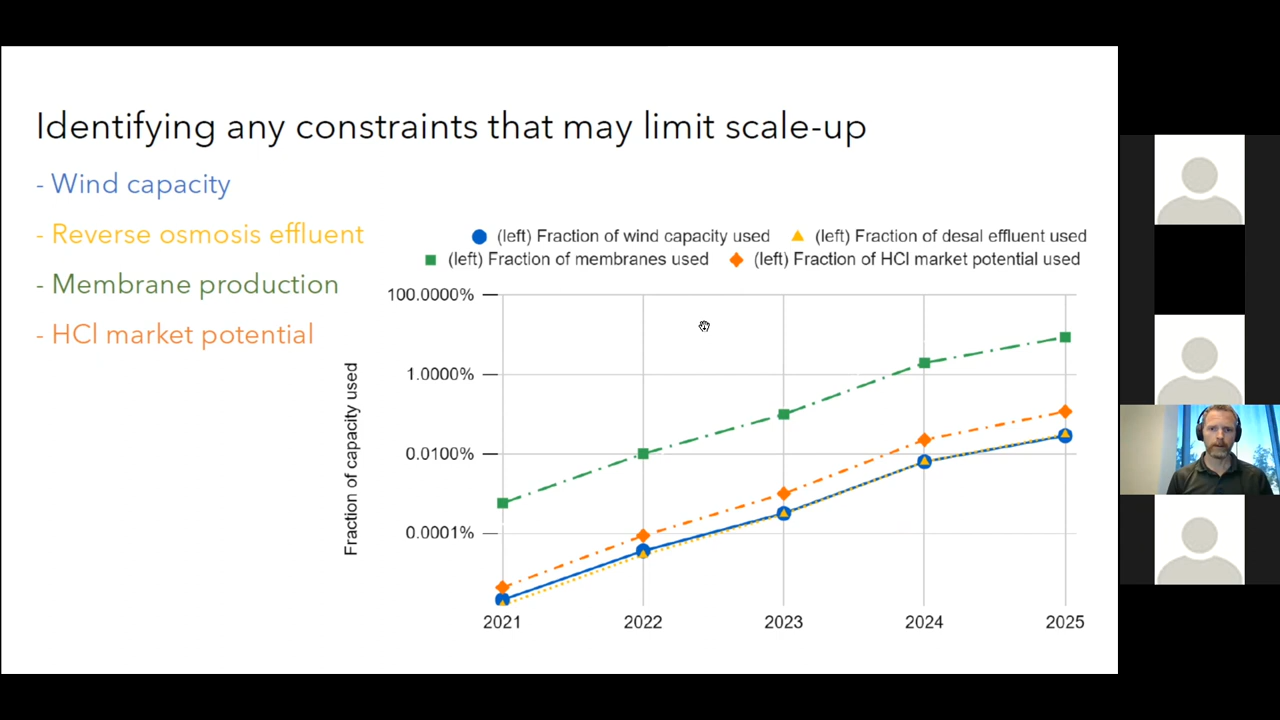 Identifying any constraints that may limit scale-up
- Wind capacity
- Reverse osmosis effluent
- Membrane production
- HCl market potential
(left) Fraction of wind capacity used (left) Fraction of desal effluent used
(left) Fraction of membranes used (left) Fraction of HCl market potential used
100.0000%
1.0000%
0.0100%
0.0001%
Fraction of capacity used
2021 2022 2023 2024 2025